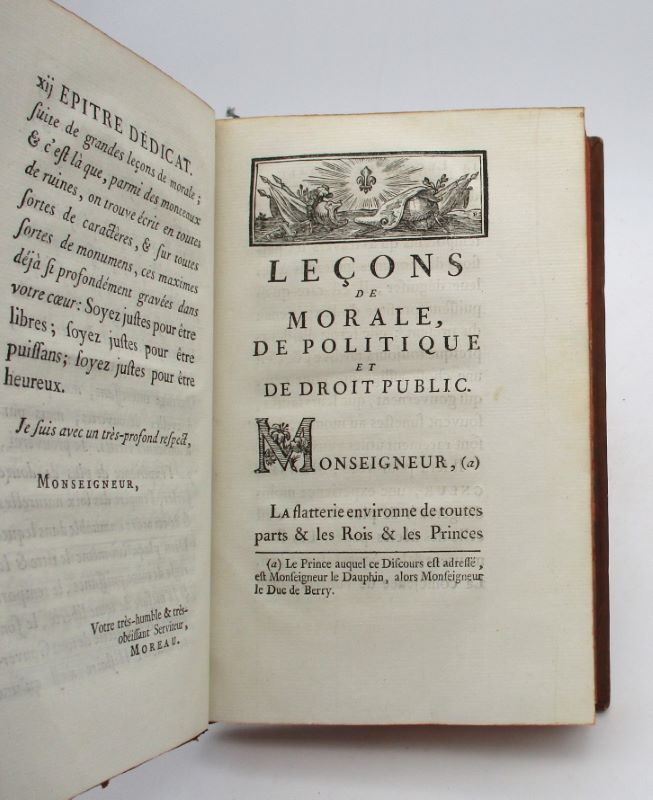 xij EPITRE DÉDICAT.
suite de grandes leçons de morale;
& c'est là que, parmi des monceaux
de ruines, on trouve écrit en toutes
sortes de caractères, & sur toutes
sortes de monumens, ces maximes
déjà si profondément gravées dans
votre cœur: Soyez justes pour être
libres; soyez justes pour être
puissans; soyez justes pour être
heureux.
Je suis avec un très-profond respect,
MONSEIGNEUR,
Votre très-humble & très-
obéissant Serviteur,
MOREAU.
LEÇONS
DE
MORALE,
DE POLITIQUE
ET
DE DROIT PUBLIC.
MONSEIGNEUR, (a)
LA flatterie environne de toutes
parts & les Rois & les Princes
(a) Le Prince auquel ce Discours est adressé,
est Monseigneur le Dauphin, alors Monseigneur
le Duc de Berry.